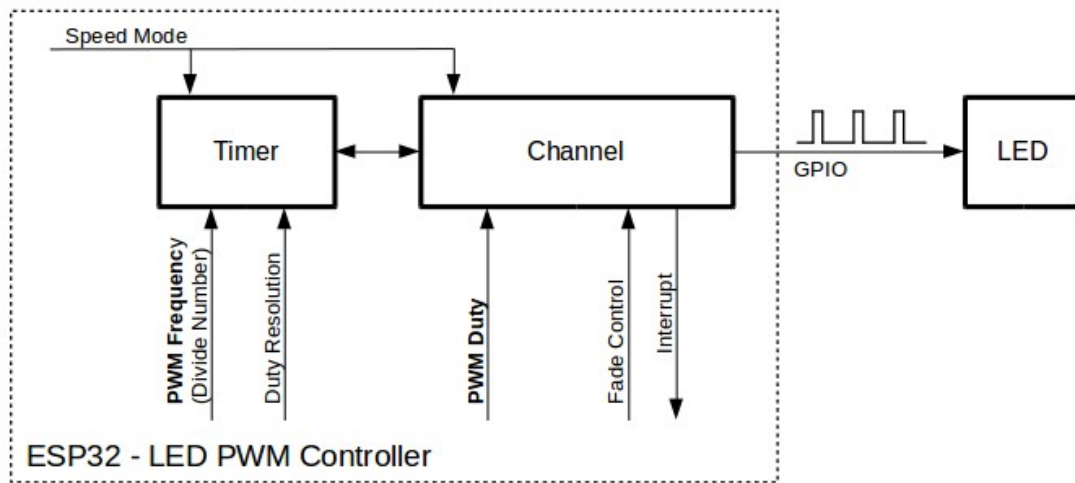 Speed Mode
Timer
Channel
GPIO
LED
PWM Frequency
(Divide Number)
Duty Resolution
PWM Duty
Fade Control
Interrupt
ESP32 - LED PWM Controller